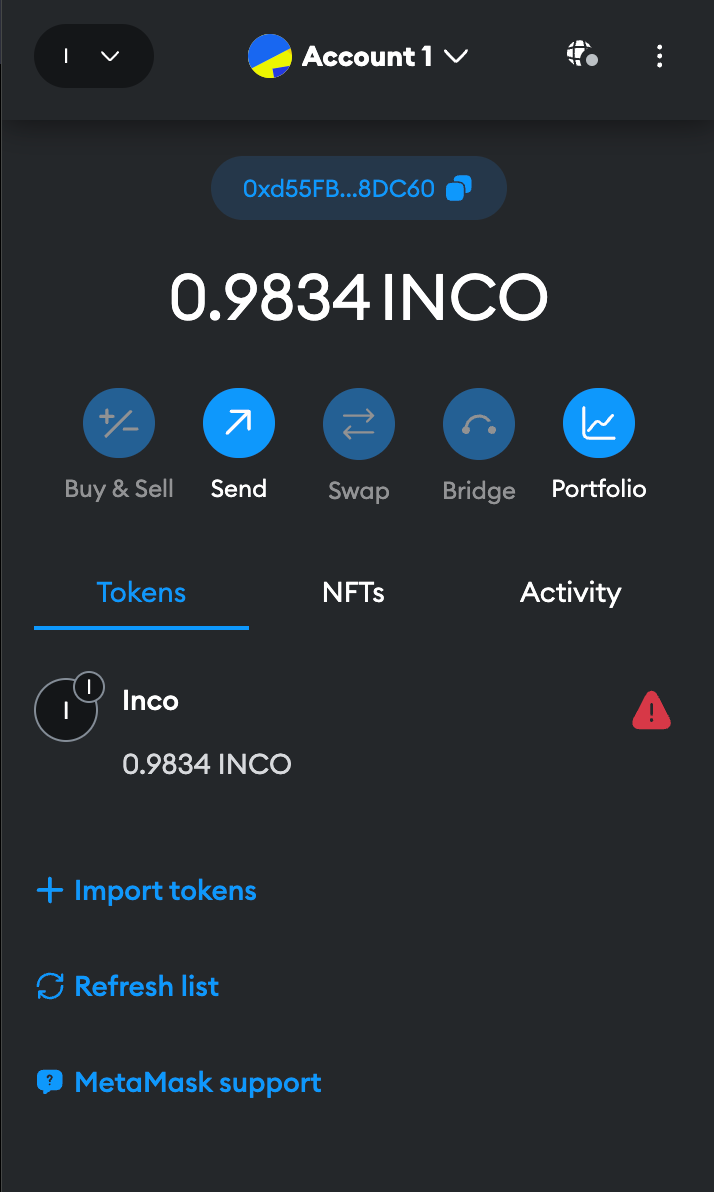 I
Account 1
0xd55FB...8DC60
0.9834 INCO
Buy & Sell
Send
Swap
Bridge
Portfolio
Tokens
NFTs
Activity
I
I
Inco
0.9834 INCO
Import tokens
Refresh list
MetaMask support